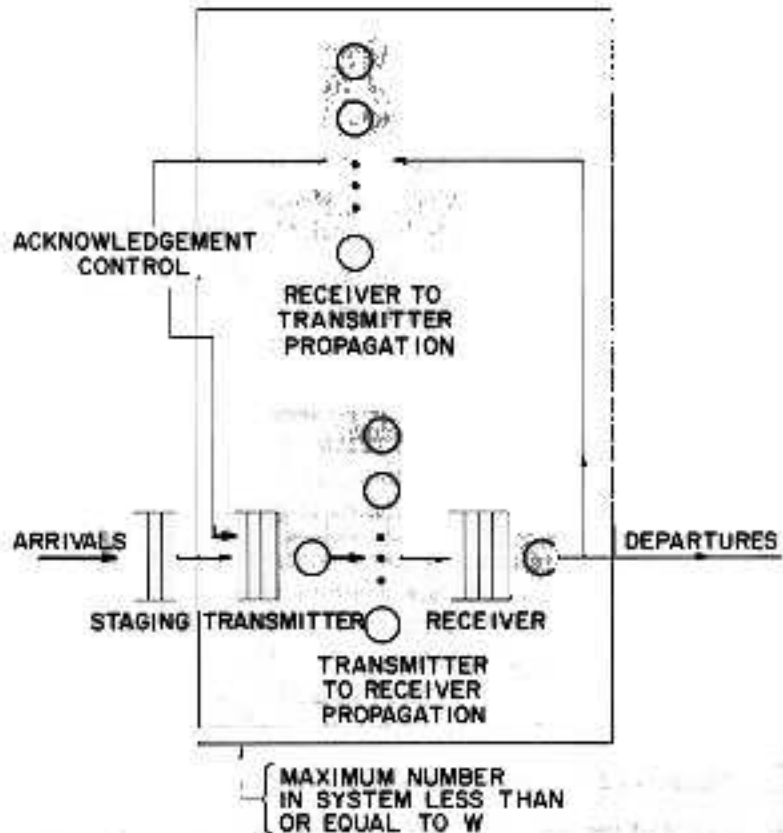 ACKNOWLEDGEMENT
CONTROL
RECEIVER TO
TRANSMITTER
PROPAGATION
ARRIVALS
DEPARTURES
STAGING TRANSMITTER
RECEIVER
TRANSMITTER
TO RECEIVER
PROPAGATION
MAXIMUM NUMBER
IN SYSTEM LESS THAN
OR EQUAL TO W